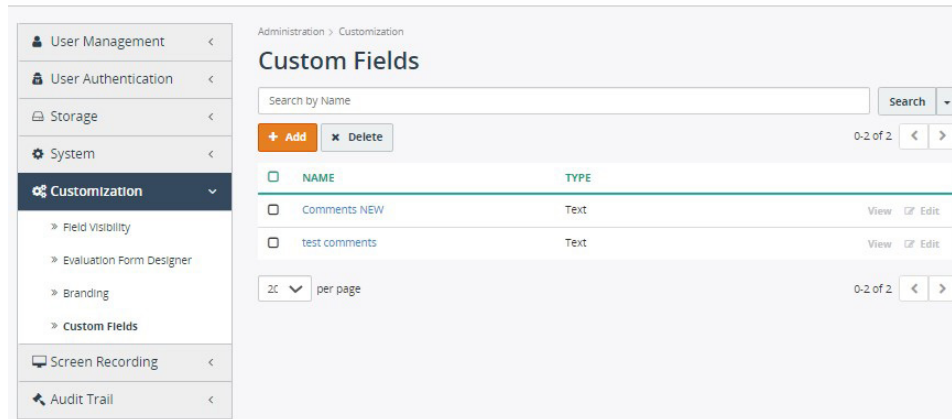 User Management
User Authentication
Storage
System
Customization
Field Visibility
Evaluation Form Designer
Branding
Custom Fields
Screen Recording
Audit Trail
Administration > Customization
Custom Fields
Search by Name
Search
+ Add
× Delete
0-2 of 2
NAME TYPE
Comments NEW Text View Edit
test comments Text View Edit
20 per page
0-2 of 2